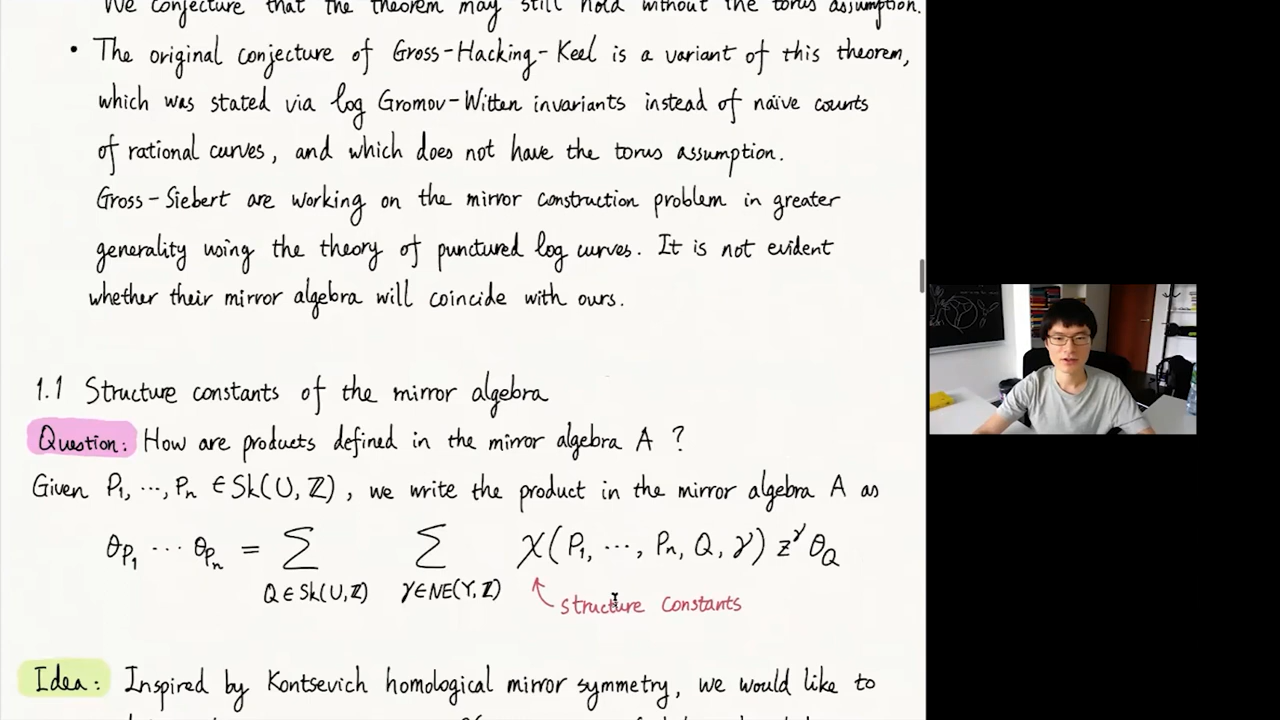 We conjecture that the theorem may still hold without the torus assumption.
• The original conjecture of Gross-Hacking-Keel is a variant of this theorem,
which was stated via log Gromov-Witten invariants instead of naïve counts
of rational curves, and which does not have the torus assumption.
Gross-Siebert are working on the mirror construction problem in greater
generality using the theory of punctured log curves. It is not evident
whether their mirror algebra will coincide with ours.
1.1 Structure constants of the mirror algebra
Question: How are products defined in the mirror algebra A ?
Given P₁, ⋯, Pₙ ∈ Sk(U, ℤ), we write the product in the mirror algebra A as
θ_{P₁} ⋯ θ_{Pₙ} = ∑_{Q∈Sk(U,ℤ)} ∑_{γ∈NE(Y,ℤ)} χ(P₁, ⋯, Pₙ, Q, γ) z^γ θ_Q
structure constants
Idea: Inspired by Kontsevich homological mirror symmetry, we would like to